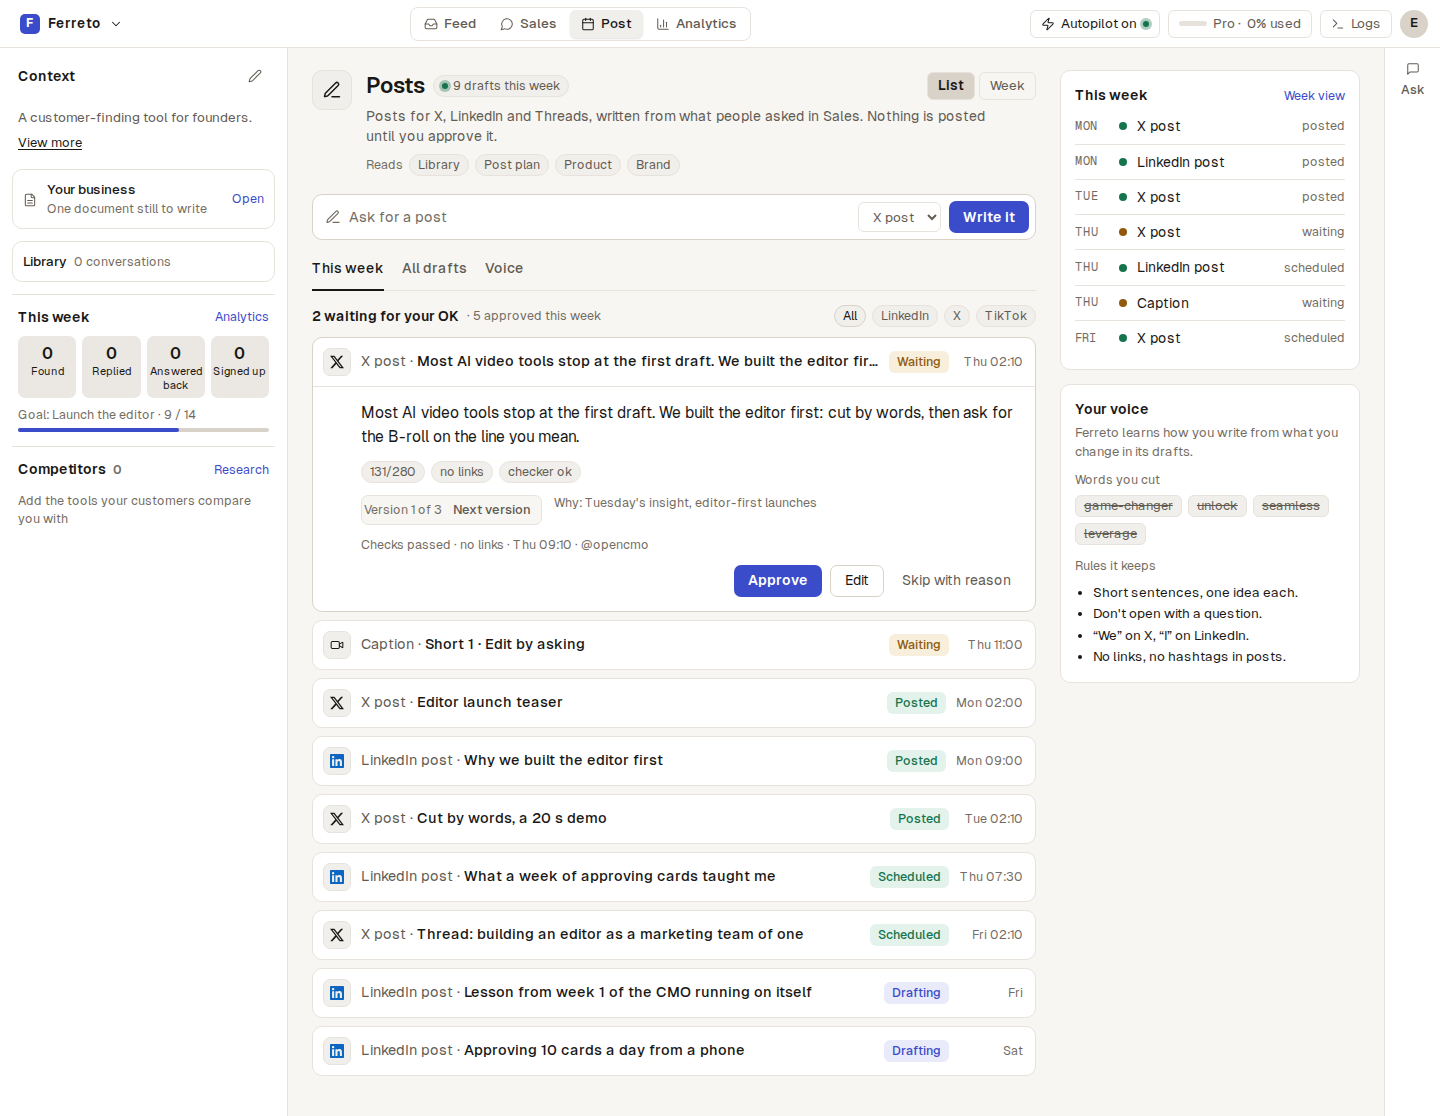 F Ferreto
Feed Sales Post Analytics
Autopilot on Pro · 0% used Logs E
Context
A customer-finding tool for founders.
View more
Your business
One document still to write
Open
Library 0 conversations
This week Analytics
0 0 0 0
Found Replied Answered back Signed up
Goal: Launch the editor · 9 / 14
Competitors 0 Research
Add the tools your customers compare
you with
Posts 9 drafts this week
List Week
Posts for X, LinkedIn and Threads, written from what people asked in Sales. Nothing is posted
until you approve it.
Reads Library Post plan Product Brand
Ask for a post X post Write it
This week All drafts Voice
2 waiting for your OK · 5 approved this week All LinkedIn X TikTok
X post · Most AI video tools stop at the first draft. We built the editor fir... Waiting Thu 02:10
Most AI video tools stop at the first draft. We built the editor first: cut by words, then ask for
the B-roll on the line you mean.
131/280 no links checker ok
Version 1 of 3 Next version Why: Tuesday's insight, editor-first launches
Checks passed · no links · Thu 09:10 · @opencmo
Approve Edit Skip with reason
Caption · Short 1 · Edit by asking Waiting Thu 11:00
X post · Editor launch teaser Posted Mon 02:00
LinkedIn post · Why we built the editor first Posted Mon 09:00
X post · Cut by words, a 20 s demo Posted Tue 02:10
LinkedIn post · What a week of approving cards taught me Scheduled Thu 07:30
X post · Thread: building an editor as a marketing team of one Scheduled Fri 02:10
LinkedIn post · Lesson from week 1 of the CMO running on itself Drafting Fri
LinkedIn post · Approving 10 cards a day from a phone Drafting Sat
This week Week view
MON X post posted
MON LinkedIn post posted
TUE X post posted
THU X post waiting
THU LinkedIn post scheduled
THU Caption waiting
FRI X post scheduled
Your voice
Ferreto learns how you write from what you
change in its drafts.
Words you cut
game-changer unlock seamless
leverage
Rules it keeps
• Short sentences, one idea each.
• Don't open with a question.
• “We” on X, “I” on LinkedIn.
• No links, no hashtags in posts.
Ask